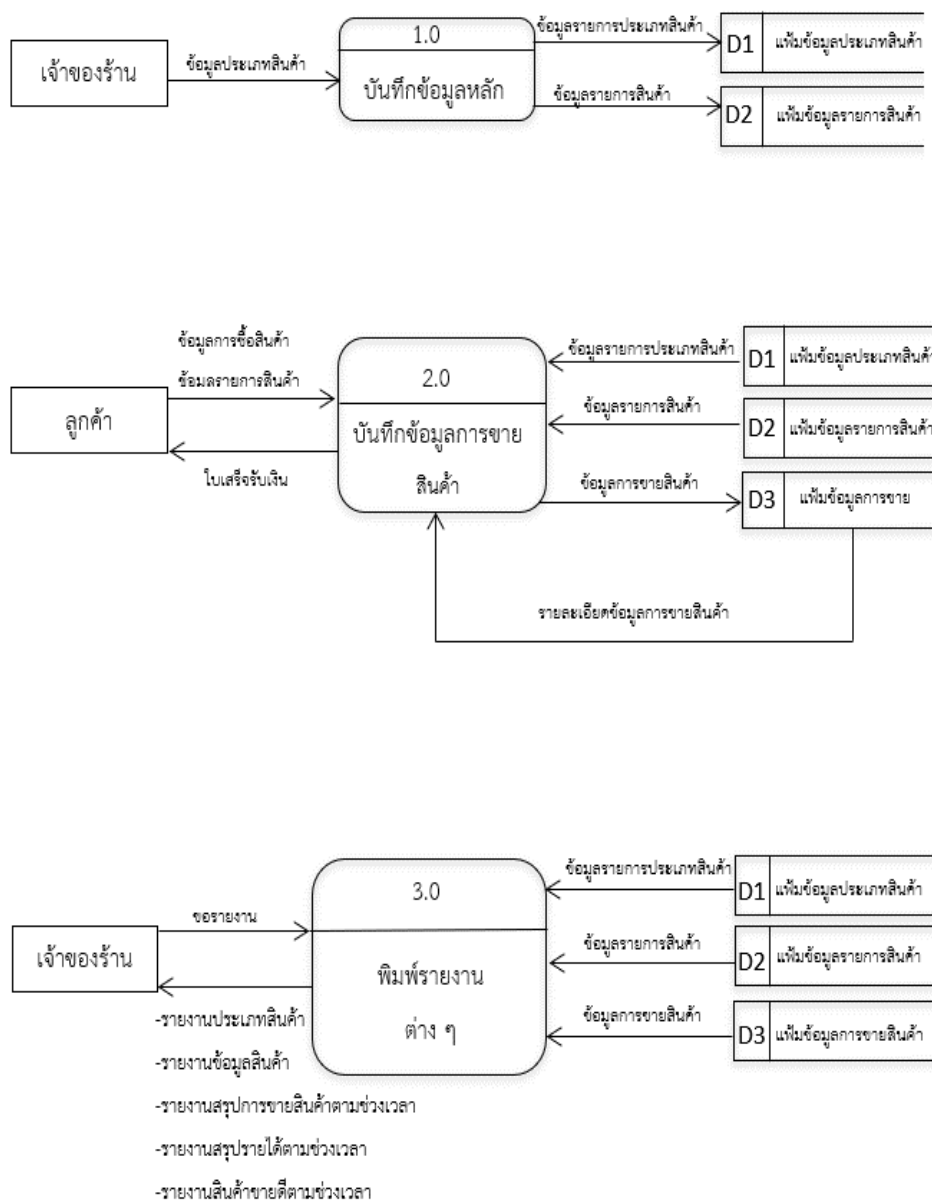 1.0
ข้อมูลรายการประเภทสินค้า
เจ้าของร้าน
ข้อมูลประเภทสินค้า
บันทึกข้อมูลหลัก
D1
แฟ้มข้อมูลประเภทสินค้า
ข้อมูลรายการสินค้า
D2
แฟ้มข้อมูลรายการสินค้า
ข้อมูลการซื้อสินค้า
ข้อมลรายการสินค้า
ลูกค้า
ใบเสร็จรับเงิน
2.0
บันทึกข้อมูลการขาย
สินค้า
ข้อมูลรายการประเภทสินค้า
D1
แฟ้มข้อมูลประเภทสินค้า
ข้อมูลรายการสินค้า
D2
แฟ้มข้อมูลรายการสินค้า
ข้อมูลการขายสินค้า
D3
แฟ้มข้อมูลการขาย
รายละเอียดข้อมูลการขายสินค้า
เจ้าของร้าน
ขอรายงาน
3.0
พิมพ์รายงาน
ต่าง ๆ
ข้อมูลรายการประเภทสินค้า
D1
แฟ้มข้อมูลประเภทสินค้า
ข้อมูลรายการสินค้า
D2
แฟ้มข้อมูลรายการสินค้า
ข้อมูลการขายสินค้า
D3
แฟ้มข้อมูลการขายสินค้า
-รายงานประเภทสินค้า
-รายงานข้อมูลสินค้า
-รายงานสรุปการขายสินค้าตามช่วงเวลา
-รายงานสรุปรายได้ตามช่วงเวลา
-รายงานสินค้าขายดีตามช่วงเวลา